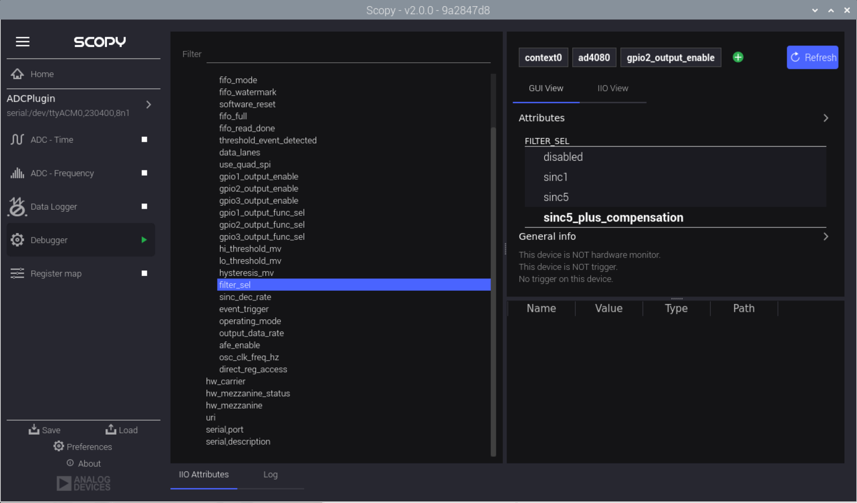 Scopy - v2.0.0 - 9a2847d8
SCOPY
Home
ADCPlugin
serial:/dev/ttyACM0,230400,8n1
ADC - Time
ADC - Frequency
Data Logger
Debugger
Register map
Save
Load
Preferences
About
ANALOG
DEVICES
Filter
fifo_mode
fifo_watermark
software_reset
fifo_full
fifo_read_done
threshold_event_detected
data_lanes
use_quad_spi
gpio1_output_enable
gpio2_output_enable
gpio3_output_enable
gpio1_output_func_sel
gpio2_output_func_sel
gpio3_output_func_sel
hi_threshold_mv
lo_threshold_mv
hysteresis_mv
filter_sel
sinc_dec_rate
event_trigger
operating_mode
output_data_rate
afe_enable
osc_clk_freq_hz
direct_reg_access
hw_carrier
hw_mezzanine_status
hw_mezzanine
uri
serial,port
serial,description
IIO Attributes
Log
context0
ad4080
gpio2_output_enable
Refresh
GUI View
IIO View
Attributes
FILTER_SEL
disabled
sinc1
sinc5
sinc5_plus_compensation
General info
This device is NOT hardware monitor.
This device is NOT trigger.
No trigger on this device.
Name Value Type Path